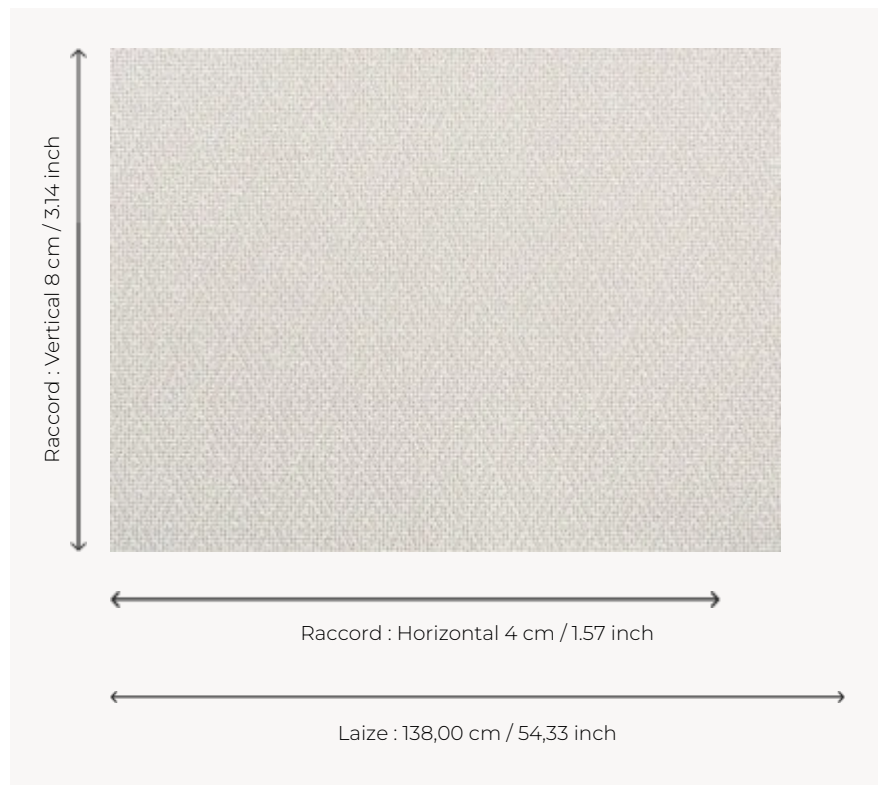 Raccord : Vertical 8 cm / 3.14 inch
Raccord : Horizontal 4 cm / 1.57 inch
Laize : 138,00 cm / 54,33 inch